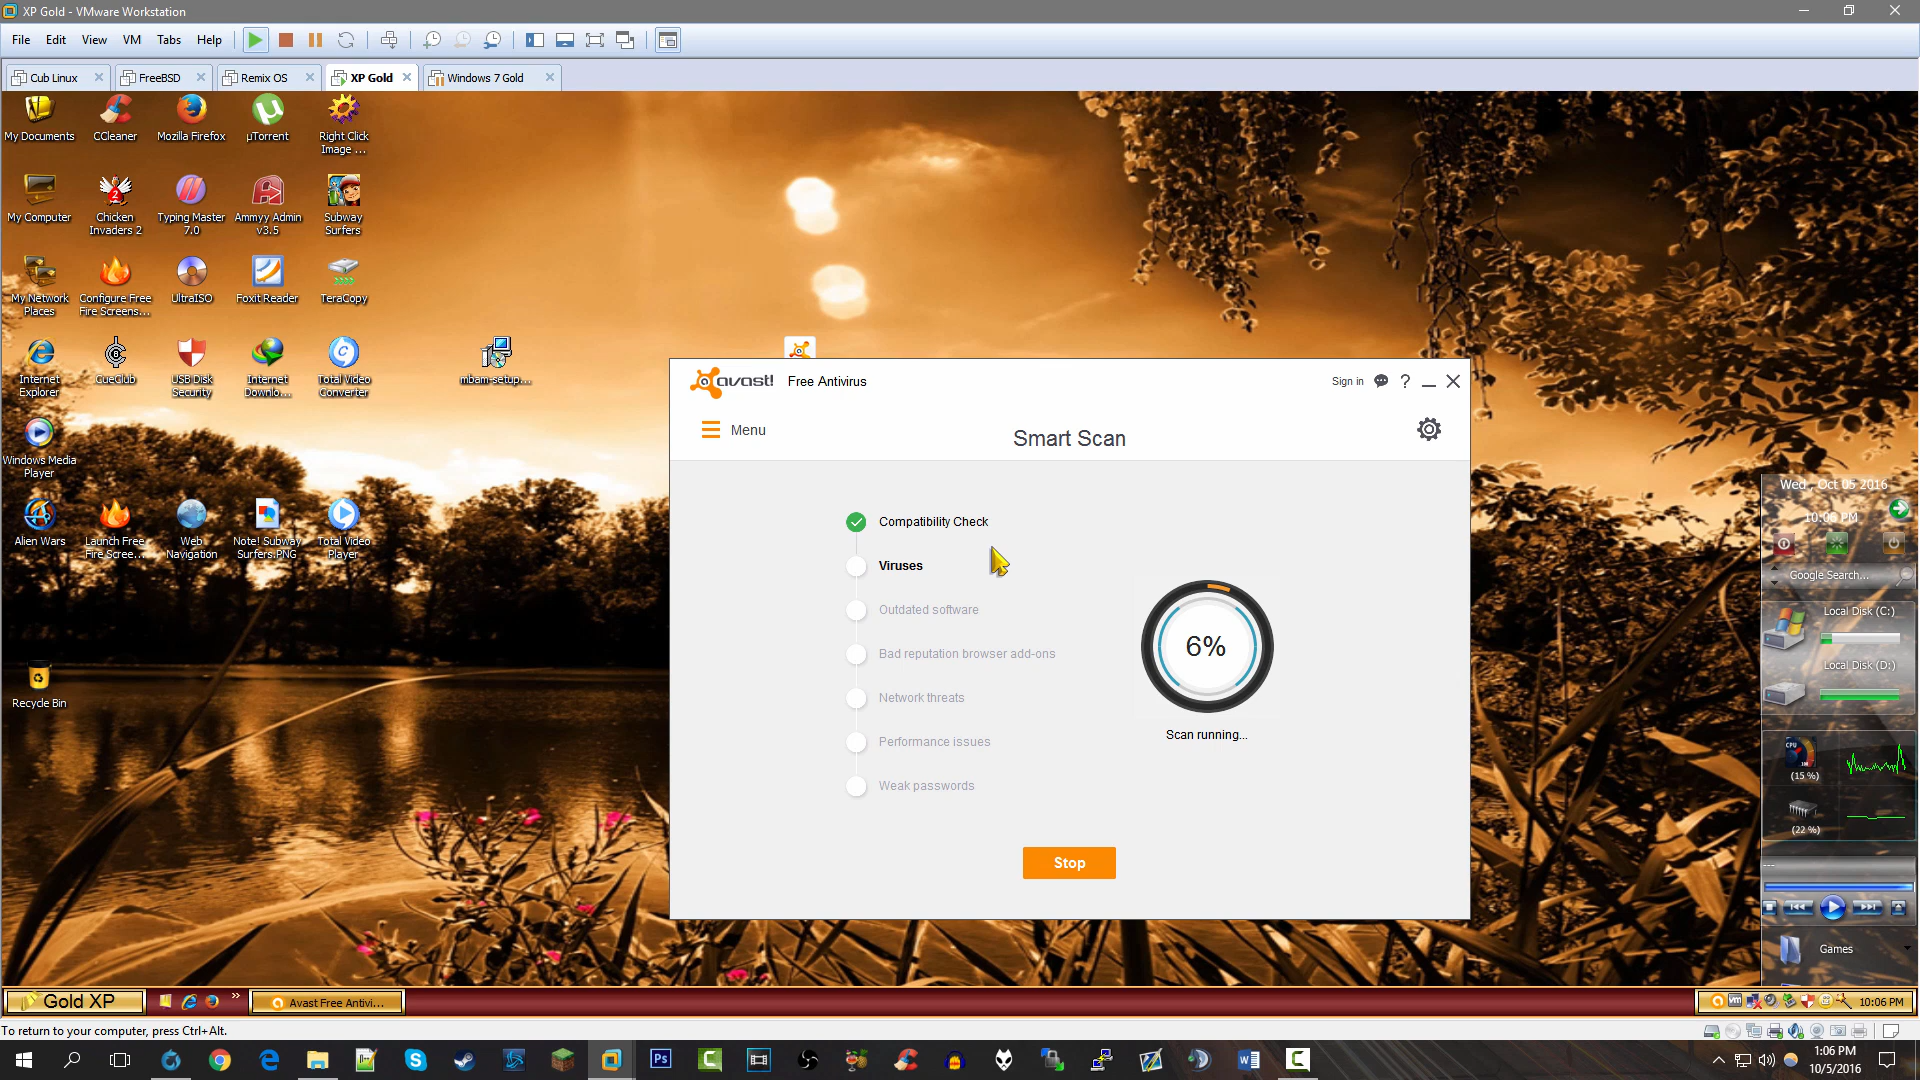 XP Gold - VMware Workstation
File Edit View VM Tabs Help
Cub Linux FreeBSD Remix OS XP Gold Windows 7 Gold
My Documents CCleaner Mozilla Firefox µTorrent Right Click
Image ...
My Computer Chicken
Invaders 2
Typing Master
7.0
Ammyy Admin
v3.5
Subway
Surfers
My Network
Places
Configure Free
Fire Screens...
UltraISO Foxit Reader TeraCopy
Internet
Explorer
CueClub USB Disk
Security
Internet
Downlo...
Total Video
Converter
mbam-setup...
Windows Media
Player
Alien Wars Launch Free
Fire Scree...
Web
Navigation
Note! Subway
Surfers.PNG
Total Video
Player
Recycle Bin
avast! Free Antivirus Sign in ?
Menu
Smart Scan
Compatibility Check
Viruses
Outdated software
Bad reputation browser add-ons
Network threats
Performance issues
Weak passwords
6%
Scan running...
Stop
Wed , Oct 05 2016
10:06 PM
Google Search...
Local Disk (C:)
Local Disk (D:)
CPU
(15 %)
(22 %)
---
Games
Gold XP » Avast Free Antivi... 10:06 PM
To return to your computer, press Ctrl+Alt.
Ps
1:06 PM
10/5/2016